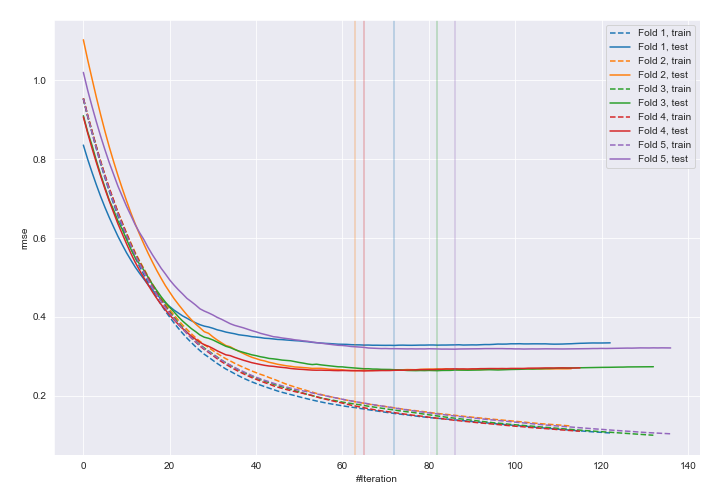 Fold 1, train
Fold 1, test
Fold 2, train
Fold 2, test
Fold 3, train
Fold 3, test
Fold 4, train
Fold 4, test
Fold 5, train
Fold 5, test
1.0
0.8
0.6
0.4
0.2
rmse
0 20 40 60 80 100 120 140
#Iteration